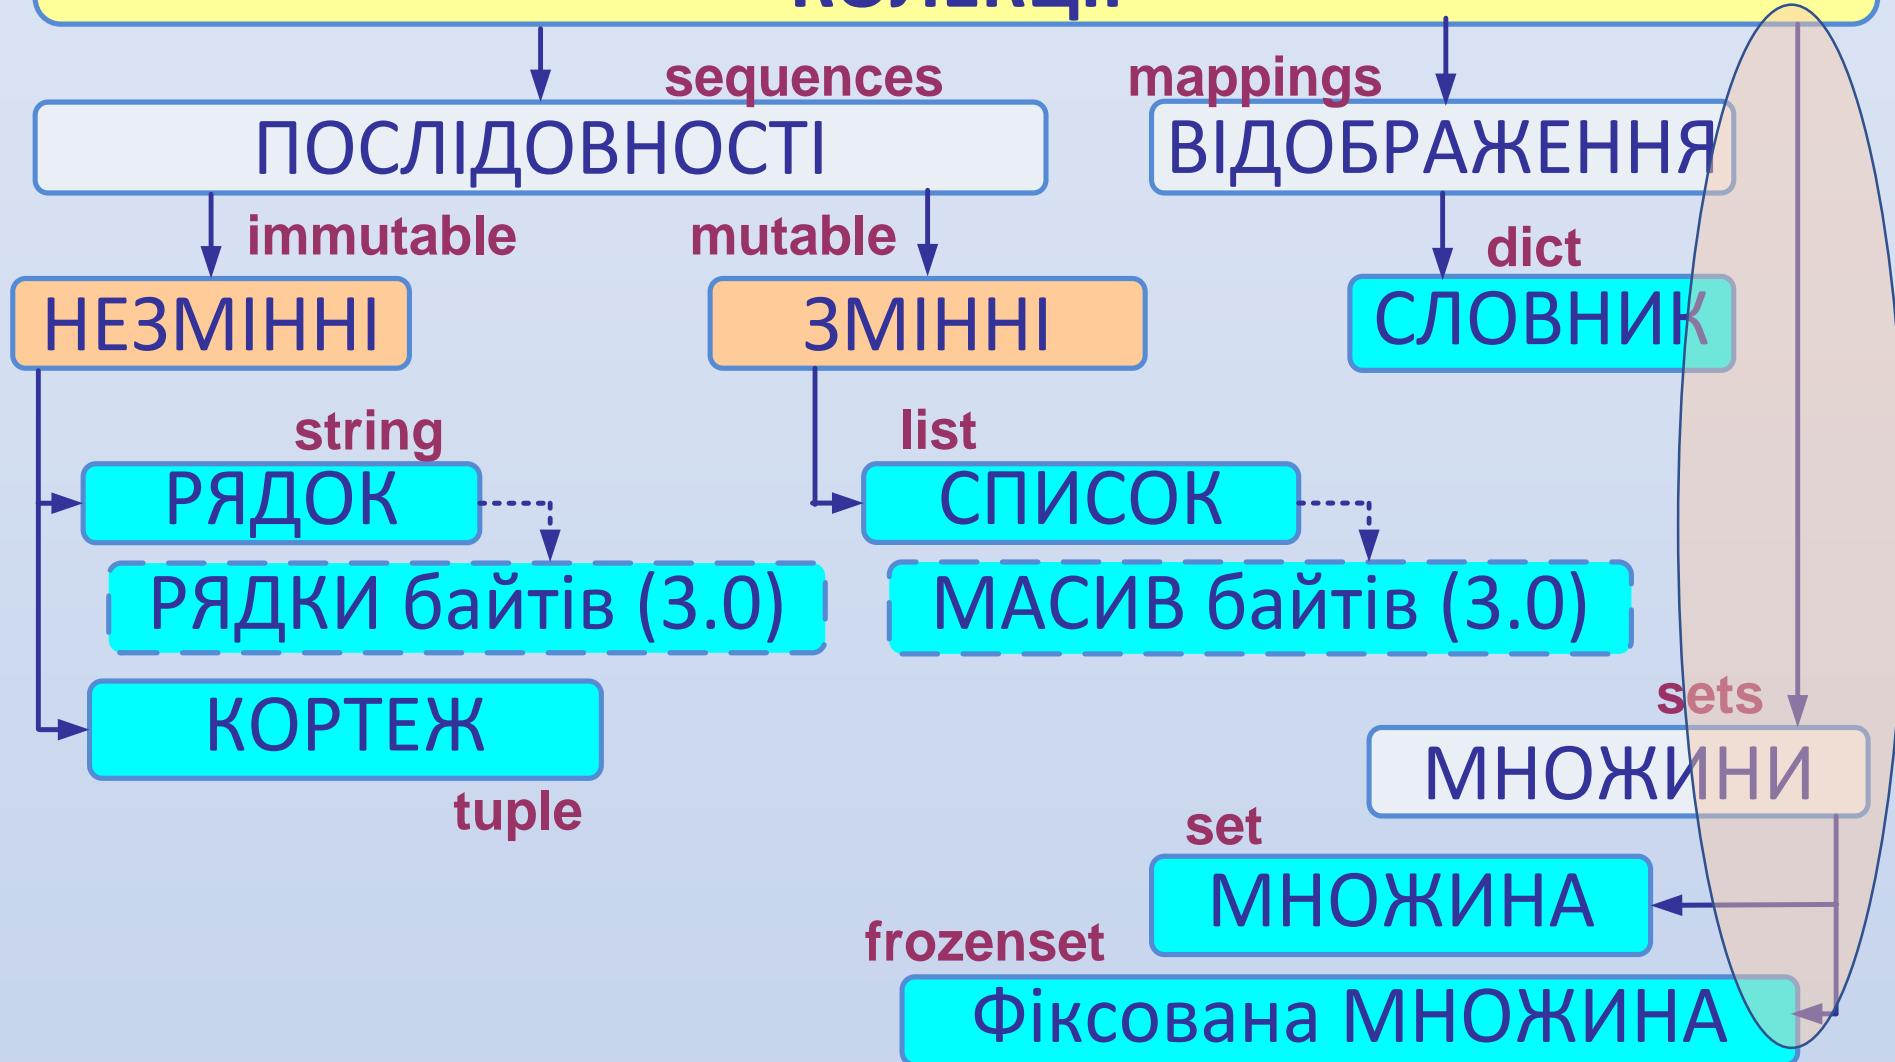 КОЛЕКЦІЇ
sequences
mappings
ПОСЛІДОВНОСТІ
ВІДОБРАЖЕННЯ
immutable
mutable
dict
НЕЗМІННІ
ЗМІННІ
СЛОВНИК
string
list
РЯДОК
СПИСОК
РЯДКИ байтів (3.0)
МАСИВ байтів (3.0)
sets
КОРТЕЖ
МНОЖИНИ
tuple
set
МНОЖИНА
frozenset
Фіксована МНОЖИНА